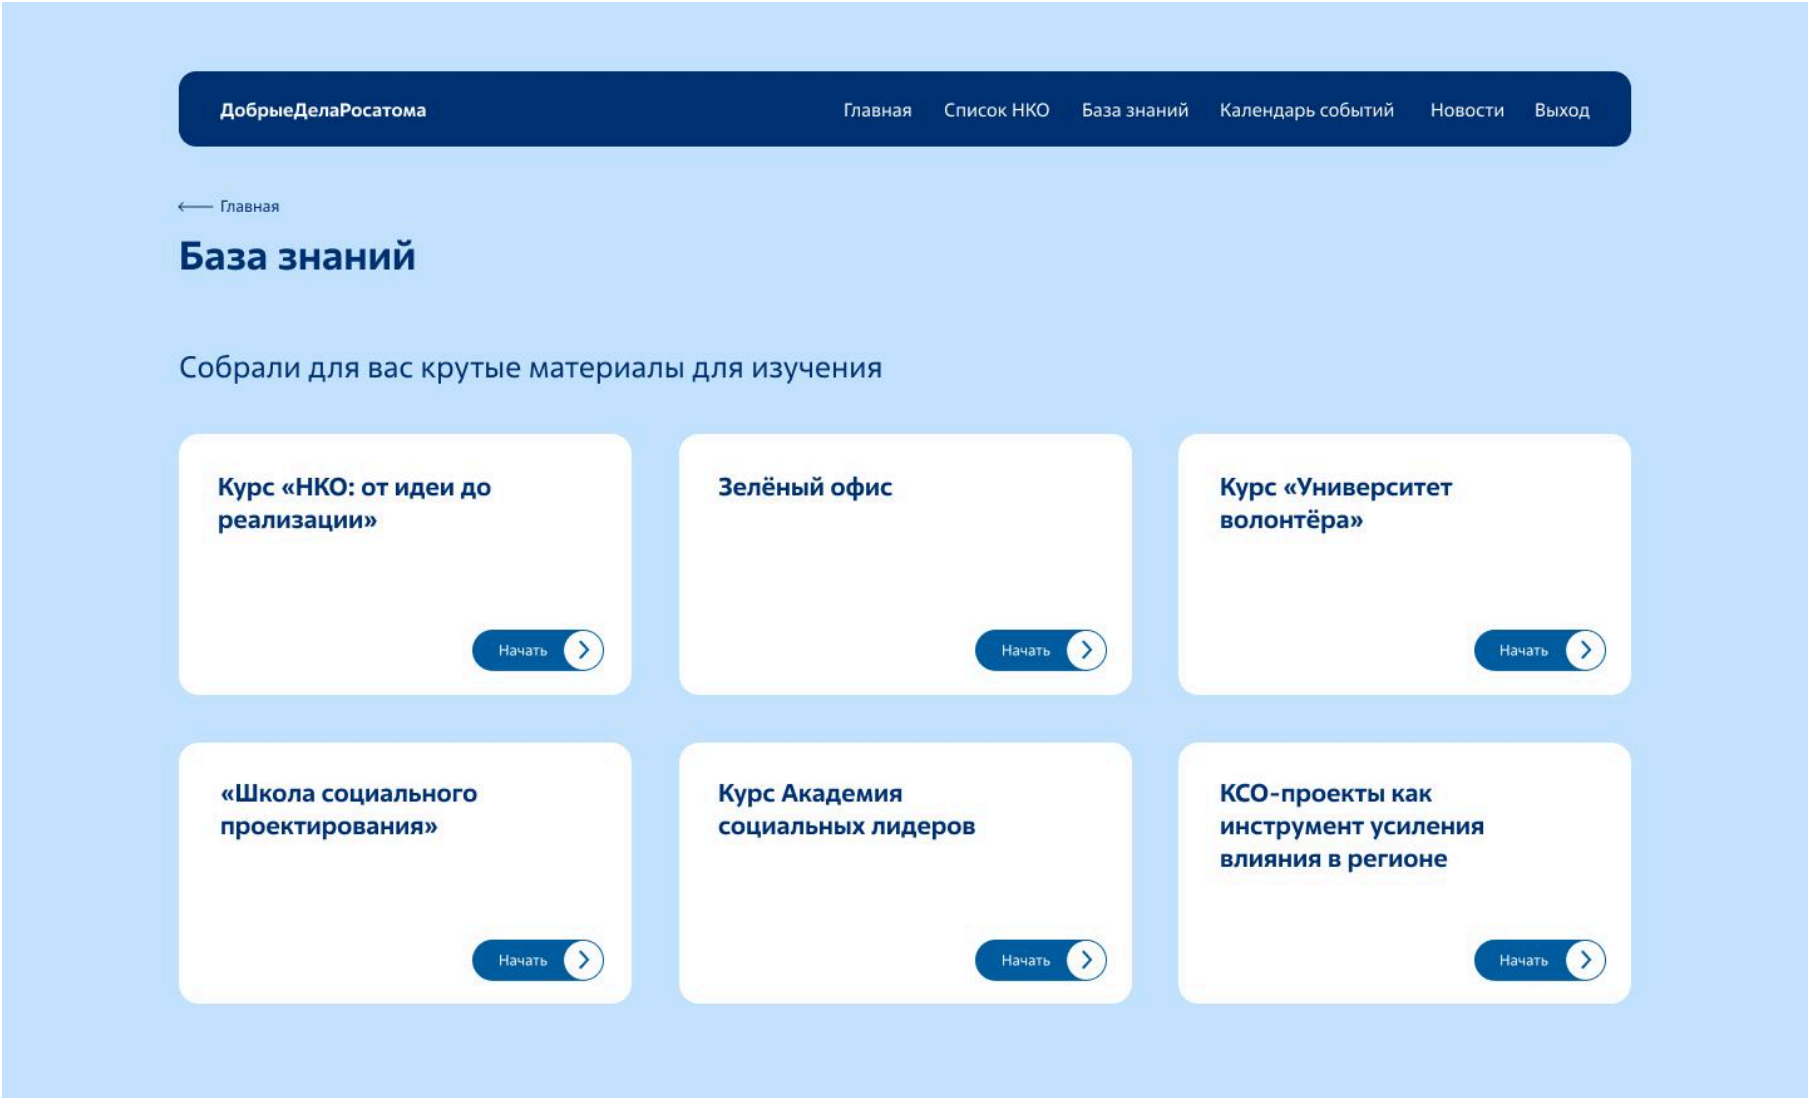 ДобрыеДелаРосатома
Главная Список НКО База знаний Календарь событий Новости Выход
Главная
База знаний
Собрали для вас крутые материалы для изучения
Курс «НКО: от идеи до
реализации»
Начать
Зелёный офис
Начать
Курс «Университет
волонтёра»
Начать
«Школа социального
проектирования»
Начать
Курс Академия
социальных лидеров
Начать
КСО-проекты как
инструмент усиления
влияния в регионе
Начать